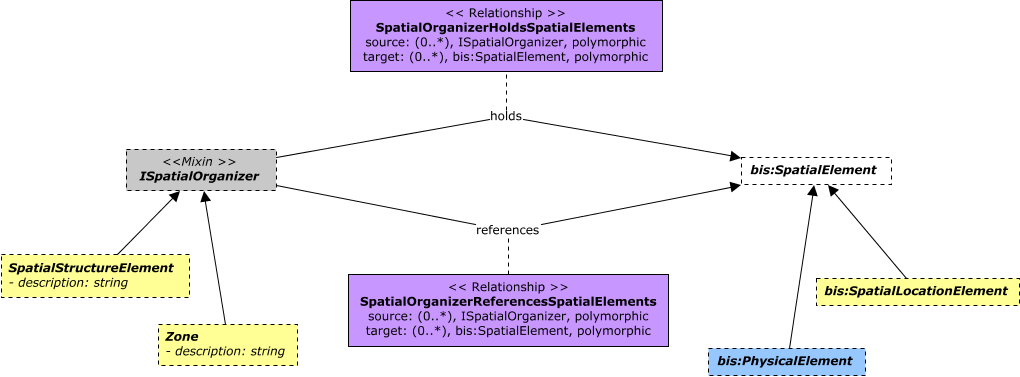 << Relationship >>
SpatialOrganizerHoldsSpatialElements
source: (0..*), ISpatialOrganizer, polymorphic
target: (0..*), bis:SpatialElement, polymorphic
holds
<<Mixin >>
ISpatialOrganizer
bis:SpatialElement
references
SpatialStructureElement
- description: string
<< Relationship >>
SpatialOrganizerReferencesSpatialElements
source: (0..*), ISpatialOrganizer, polymorphic
target: (0..*), bis:SpatialElement, polymorphic
bis:SpatialLocationElement
Zone
- description: string
bis:PhysicalElement